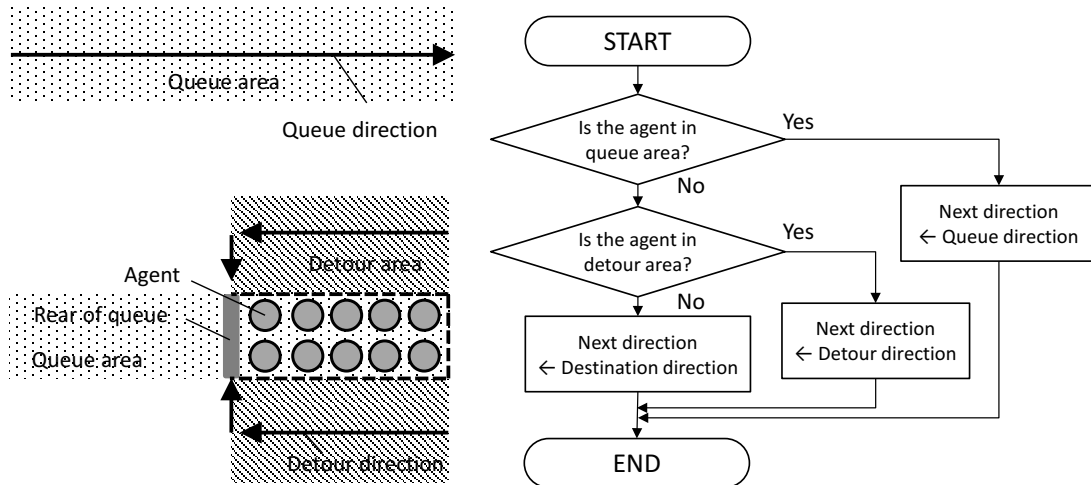 Queue area
Queue direction
Agent
Detour area
Rear of queue
Queue area
Detour direction
START
Is the agent in
queue area?
Yes
No
Next direction
← Queue direction
Is the agent in
detour area?
Yes
No
Next direction
← Detour direction
Next direction
← Destination direction
END